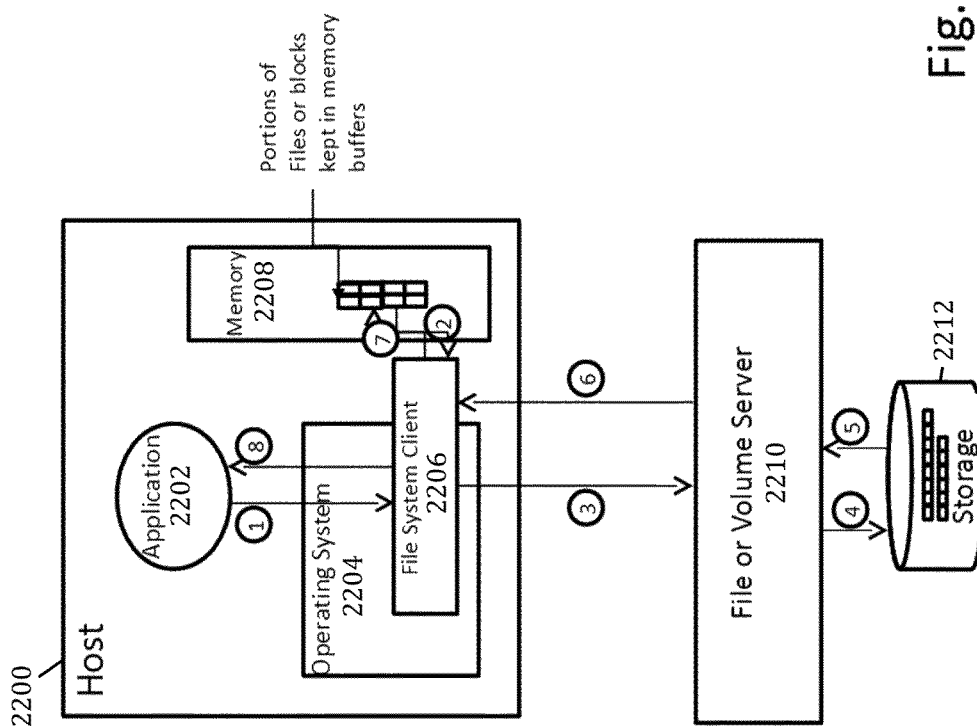 2200
Host
Application
2202
1
8
Operating System
2204
File System Client
2206
Memory
2208
7
2
Portions of
Files or blocks
kept in memory
buffers
3
6
File or Volume Server
2210
4
5
2212
Storage
Fig.